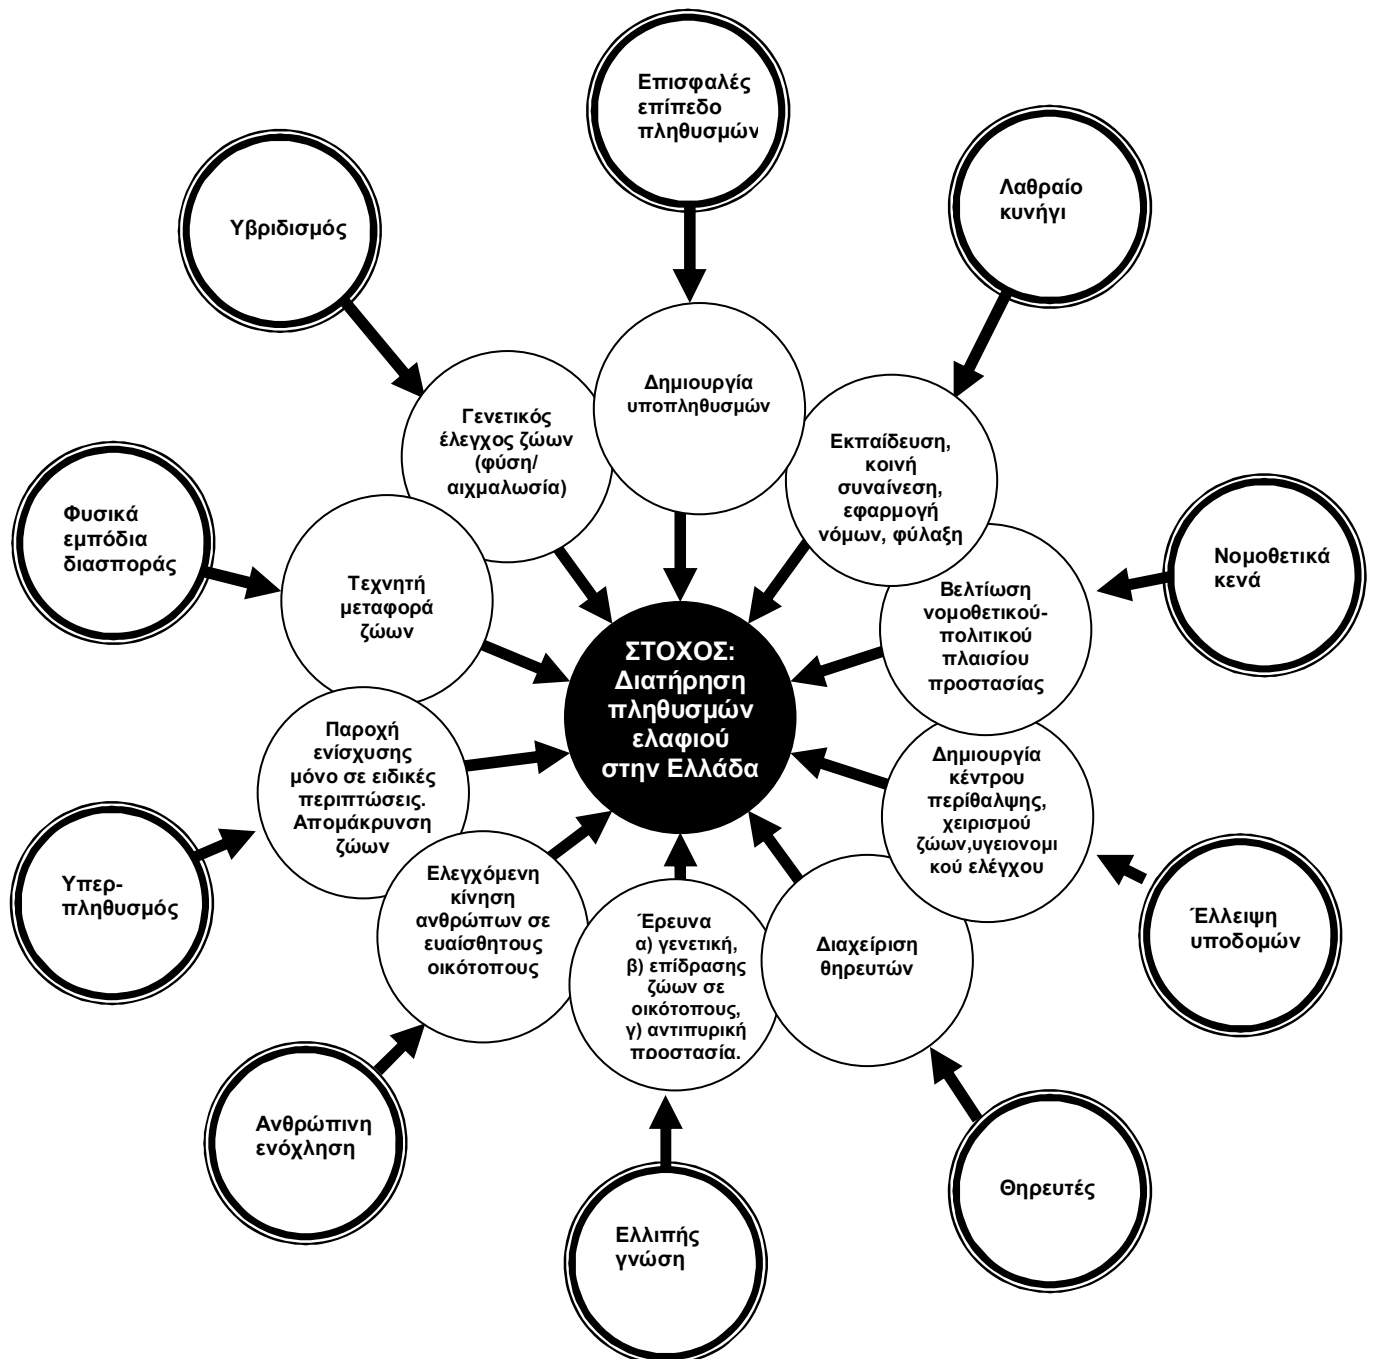 Επισφαλές
επίπεδο
πληθυσμών
Λαθραίο
κυνήγι
Υβριδισμός
Δημιουργία
υποπληθυσμών
Γενετικός
έλεγχος ζώων
(φύση/
αιχμαλωσία)
Εκπαίδευση,
κοινή
συναίνεση,
εφαρμογή
νόμων, φύλαξη
Φυσικά
εμπόδια
διασποράς
Νομοθετικά
κενά
Τεχνητή
μεταφορά
ζώων
Βελτίωση
νομοθετικού-
πολιτικού
πλαισίου
προστασίας
ΣΤΟΧΟΣ:
Διατήρηση
πληθυσμών
ελαφιού
στην Ελλάδα
Παροχή
ενίσχυσης
μόνο σε ειδικές
περιπτώσεις.
Απομάκρυνση
ζώων
Δημιουργία
κέντρου
περίθαλψης,
χειρισμού
ζώων,υγειονομι
κού ελέγχου
Υπερ-
πληθυσμός
Ελεγχόμενη
κίνηση
ανθρώπων σε
ευαίσθητους
οικότοπους
Έρευνα
α) γενετική,
β) επίδρασης
ζώων σε
οικότοπους,
γ) αντιπυρική
προστασία.
Διαχείριση
θηρευτών
Έλλειψη
υποδομών
Ανθρώπινη
ενόχληση
Ελλιπής
γνώση
Θηρευτές